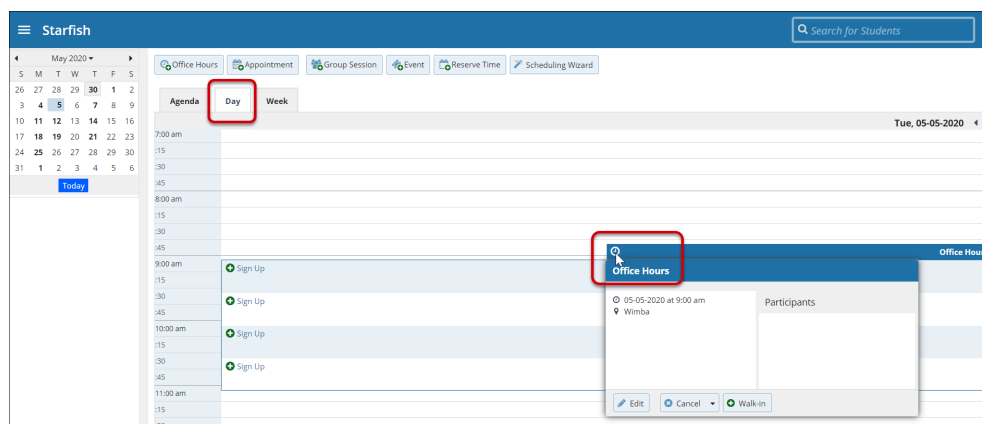 Starfish
Search for Students
May 2020
S M T W T F S
26 27 28 29 30 1 2
3 4 5 6 7 8 9
10 11 12 13 14 15 16
17 18 19 20 21 22 23
24 25 26 27 28 29 30
31 1 2 3 4 5 6
Today
Office Hours Appointment Group Session Event Reserve Time Scheduling Wizard
Agenda Day Week
Tue, 05-05-2020
7:00 am
:15
:30
:45
8:00 am
:15
:30
:45
9:00 am
:15
:30
:45
10:00 am
:15
:30
:45
11:00 am
:15
Sign Up
Sign Up
Sign Up
Sign Up
Office Hou
Office Hours
05-05-2020 at 9:00 am
Wimba
Participants
Edit Cancel Walk-in